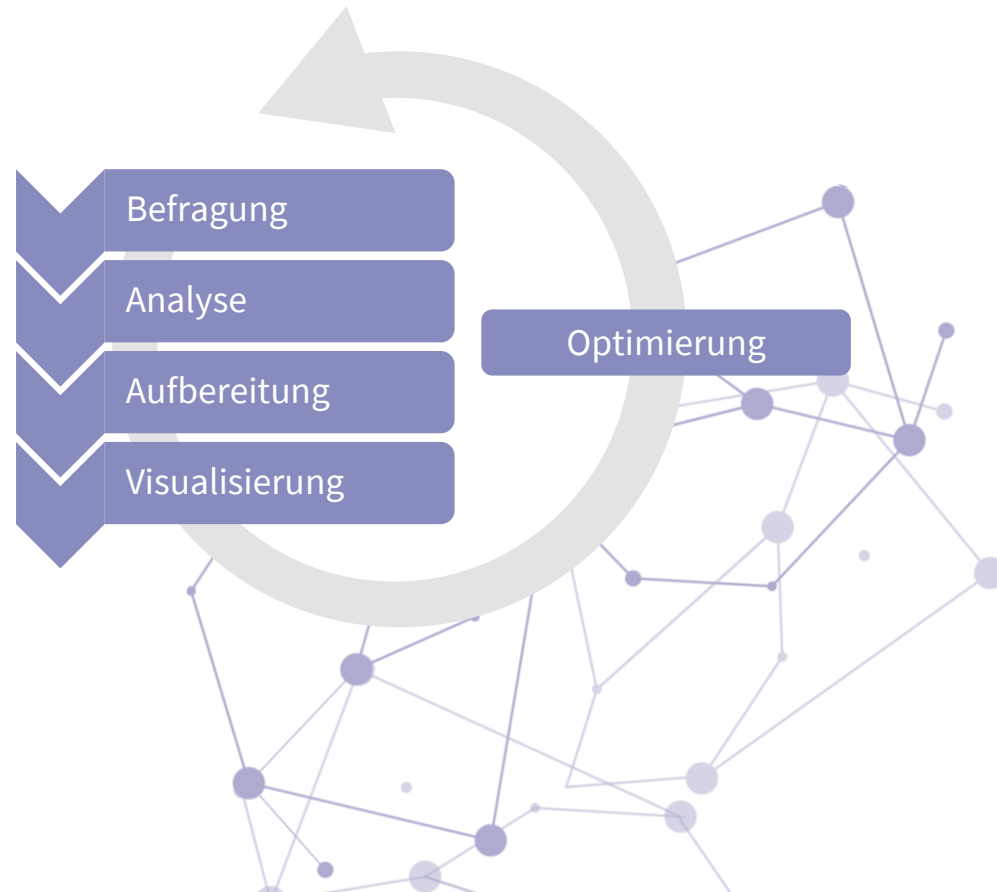 Befragung
Analyse
Aufbereitung
Visualisierung
Optimierung